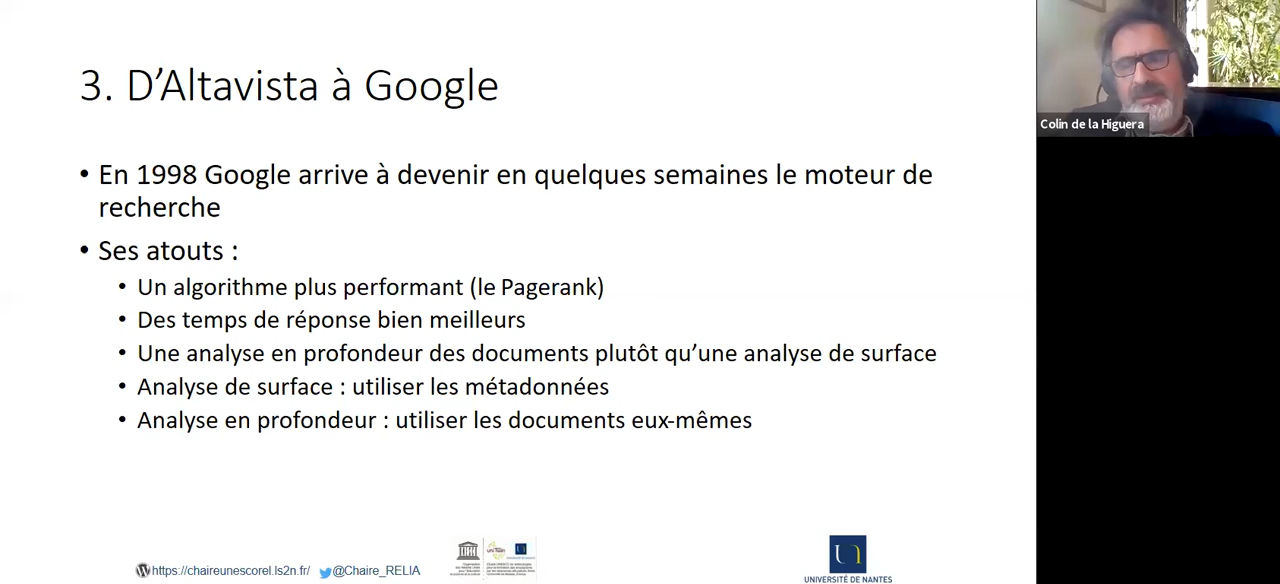 3. D’Altavista à Google
Colin de la Higuera
• En 1998 Google arrive à devenir en quelques semaines le moteur de
recherche
• Ses atouts :
• Un algorithme plus performant (le Pagerank)
• Des temps de réponse bien meilleurs
• Une analyse en profondeur des documents plutôt qu’une analyse de surface
• Analyse de surface : utiliser les métadonnées
• Analyse en profondeur : utiliser les documents eux-mêmes
https://chaireunescorel.ls2n.fr/ @Chaire_RELIA
UNIVERSITÉ DE NANTES